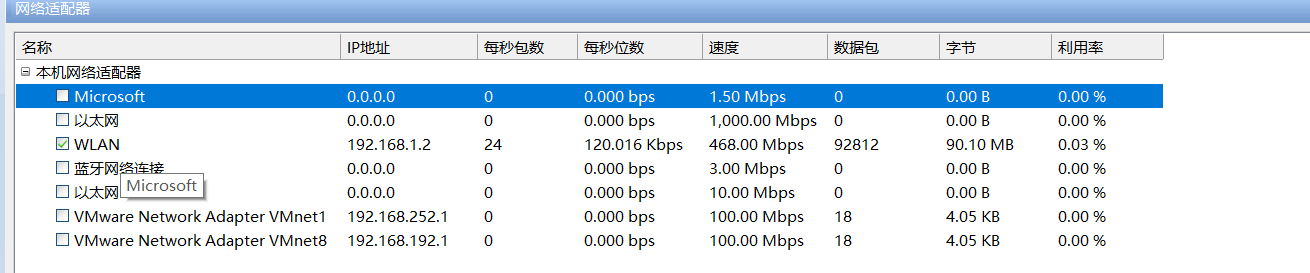 网络适配器
名称 IP地址 每秒包数 每秒位数 速度 数据包 字节 利用率
本机网络适配器
Microsoft 0.0.0.0 0 0.000 bps 1.50 Mbps 0 0.00 B 0.00 %
以太网 0.0.0.0 0 0.000 bps 1,000.00 Mbps 0 0.00 B 0.00 %
WLAN 192.168.1.2 24 120.016 Kbps 468.00 Mbps 92812 90.10 MB 0.03 %
蓝牙网络连接 0.0.0.0 0 0.000 bps 3.00 Mbps 0 0.00 B 0.00 %
Microsoft
以太网 0.0.0.0 0 0.000 bps 10.00 Mbps 0 0.00 B 0.00 %
VMware Network Adapter VMnet1 192.168.252.1 0 0.000 bps 100.00 Mbps 18 4.05 KB 0.00 %
VMware Network Adapter VMnet8 192.168.192.1 0 0.000 bps 100.00 Mbps 18 4.05 KB 0.00 %